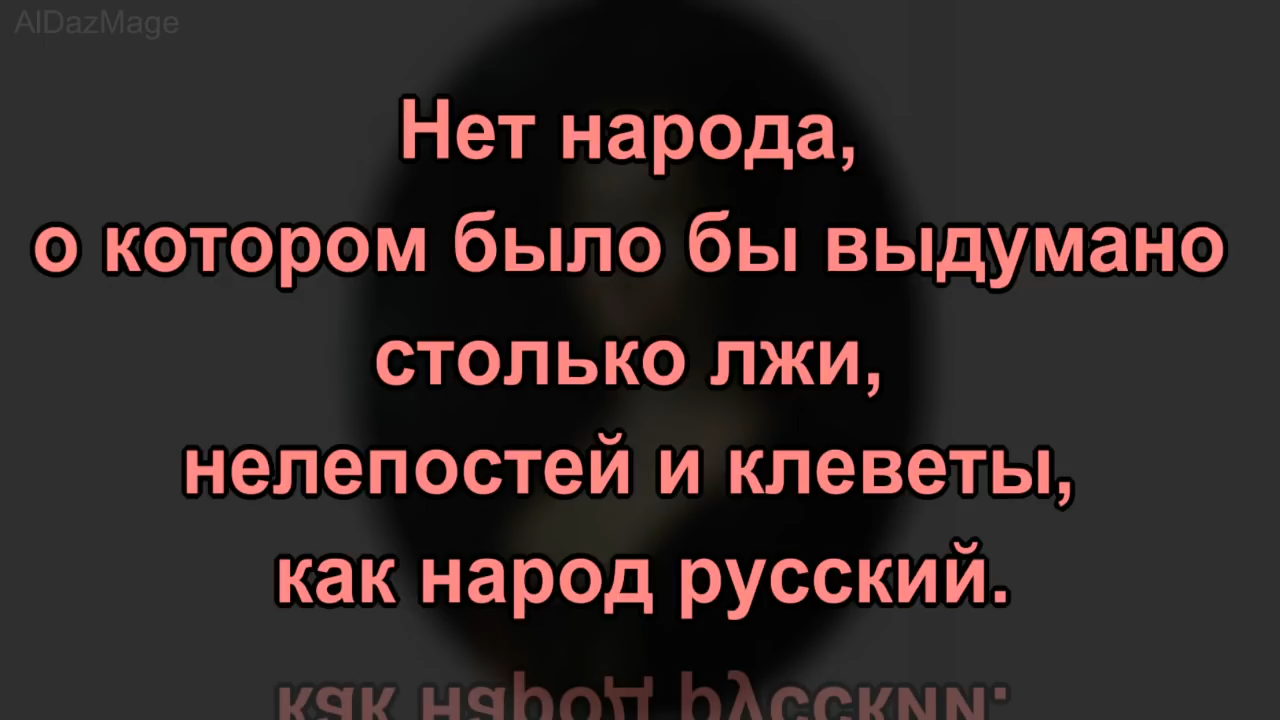 AlDazMage
Нет народа,
о котором было бы выдумано
столько лжи,
нелепостей и клеветы,
как народ русский.